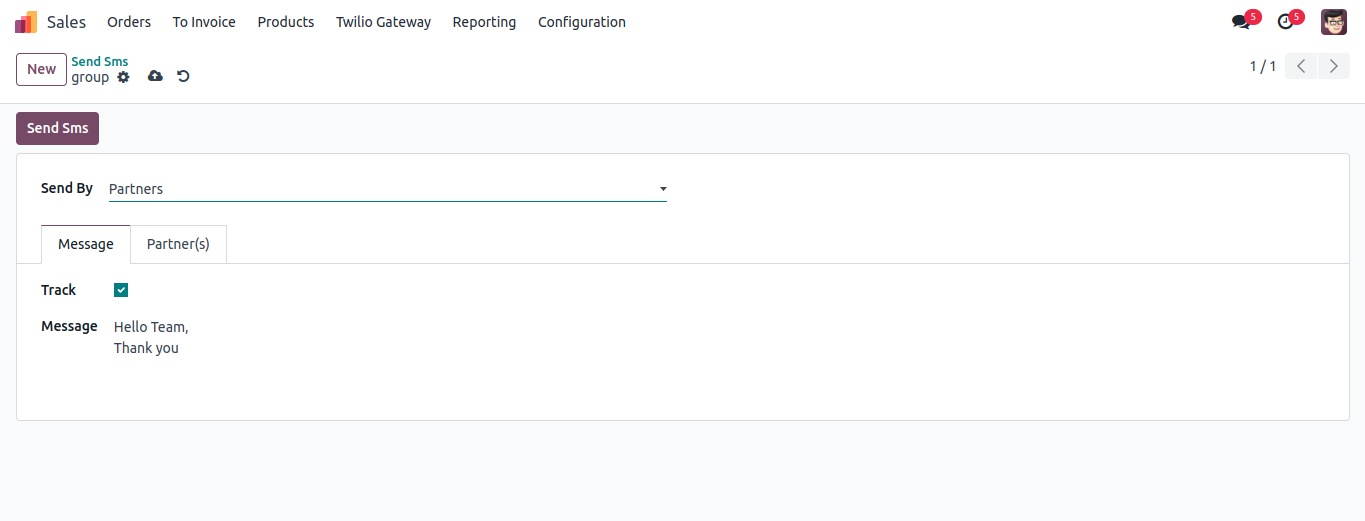 Sales Orders To Invoice Products Twilio Gateway Reporting Configuration 5 5
New Send Sms
group 1 / 1
Send Sms
Send By Partners
Message Partner(s)
Track
Message Hello Team,
Thank you